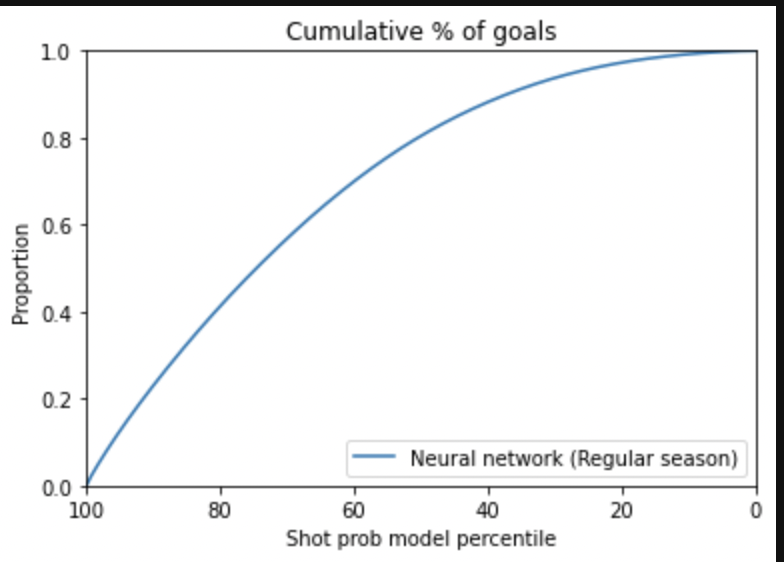 Cumulative % of goals
1.0
0.8
0.6
0.4
0.2
0.0
Proportion
Neural network (Regular season)
100 80 60 40 20 0
Shot prob model percentile